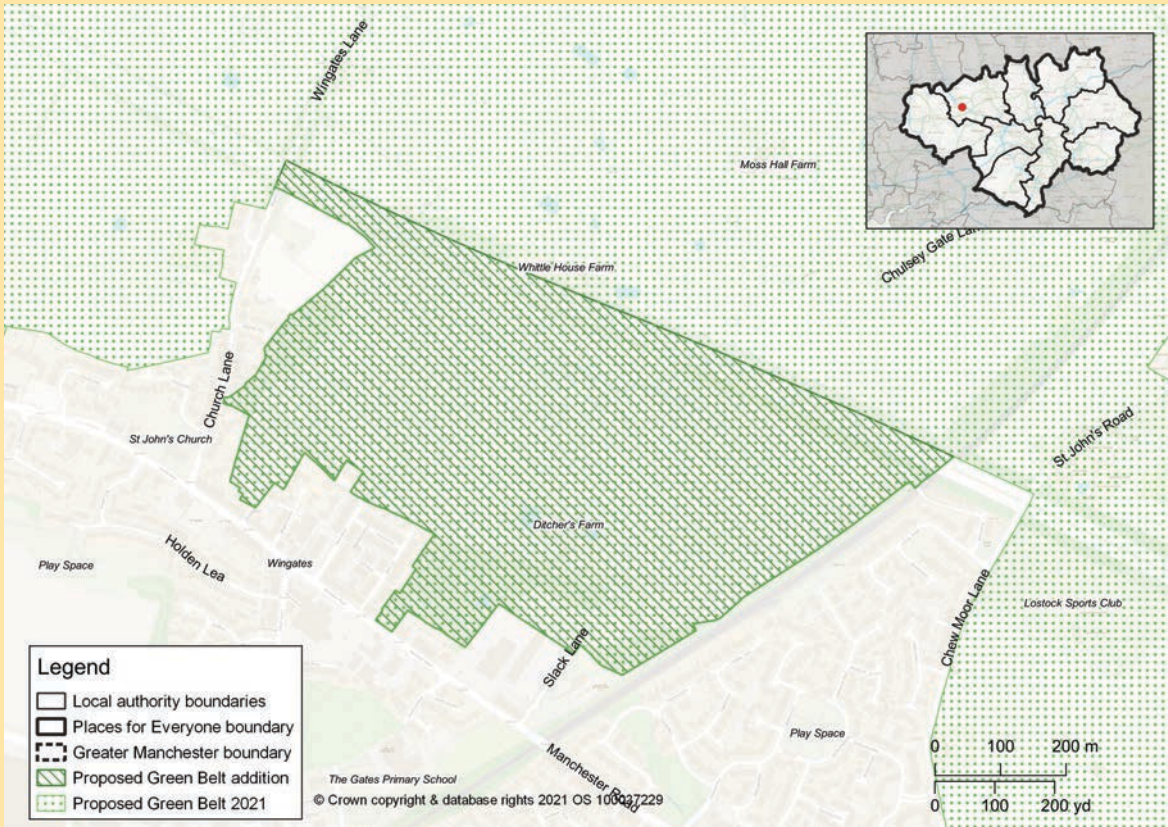 Wingates Lane
Moss Hall Farm
Chulsey Gate Lan
Whittle House Farm
Church Lane
St John's Church
St John's Road
Ditcher's Farm
Holden Lea
Wingates
Play Space
Lostock Sports Club
Chew Moor Lane
Slack Lane
Play Space
Manchester Road
The Gates Primary School
Legend
Local authority boundaries
Places for Everyone boundary
Greater Manchester boundary
Proposed Green Belt addition
Proposed Green Belt 2021
© Crown copyright & database rights 2021 OS 100037229
0 100 200 m
0 100 200 yd